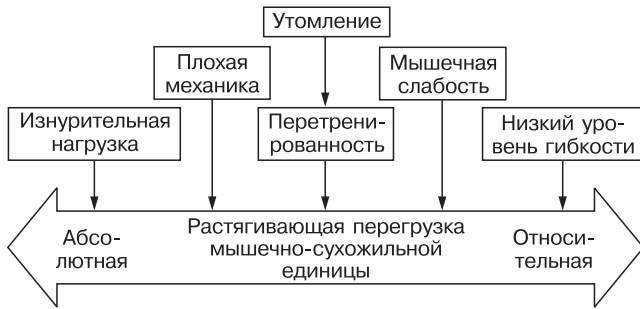 Утомление
Плохая
механика
Мышечная
слабость
Изнурительная
нагрузка
Перетрени-
рованность
Низкий уро-
вень гибкости
Абсо-
лютная
Растягивающая перегрузка
мышечно-сухожильной
единицы
Относи-
тельная